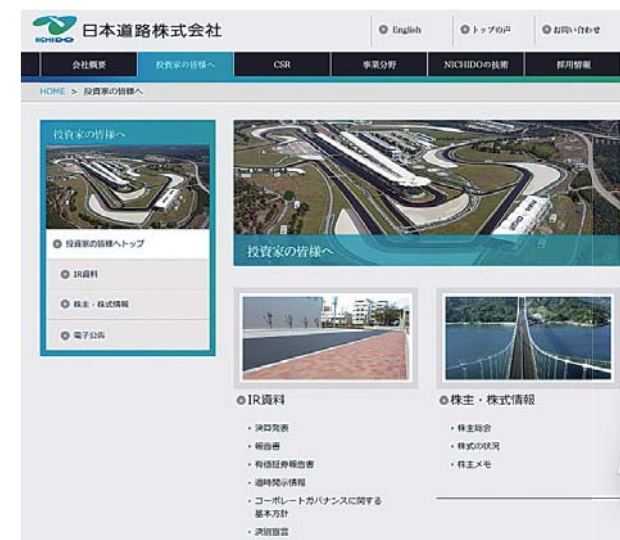 NICHIDO
日本道路株式会社
English
トップの声
お問い合わせ
会社概要
投資家の皆様へ
CSR
事業分野
NICHIDOの技術
採用情報
HOME > 投資家の皆様へ
投資家の皆様へ
投資家の皆様へトップ
IR資料
株主・株式情報
電子公告
投資家の皆様へ
IR資料
・決算発表
・報告書
・有価証券報告書
・適時開示情報
・コーポレートガバナンスに関する
基本方針
・決別宣言
株主・株式情報
・株主総会
・株式の状況
・株主メモ